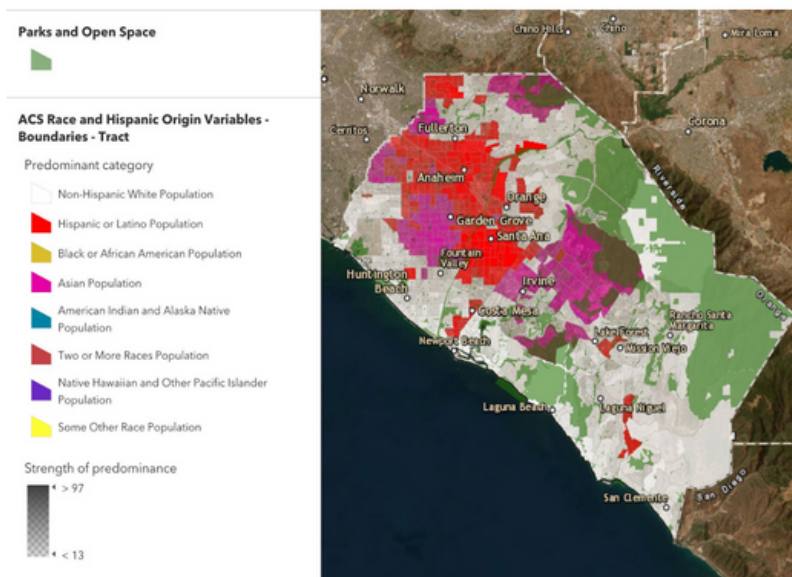 Parks and Open Space
ACS Race and Hispanic Origin Variables -
Boundaries - Tract
Predominant category
Non-Hispanic White Population
Hispanic or Latino Population
Black or African American Population
Asian Population
American Indian and Alaska Native
Population
Two or More Races Population
Native Hawaiian and Other Pacific Islander
Population
Some Other Race Population
Strength of predominance
> 97
< 13
Chino Hills
Chino
Mira Loma
Norwalk
Corona
Cerritos
Fullerton
Riverside
Anaheim
Orange
Garden Grove
Santa Ana
Fountain
Valley
Huntington
Beach
Irvine
Orange
Costa Mesa
Rancho Santa
Margarita
Lake Forest
Newport Beach
Mission Viejo
Laguna Beach
Laguna Niguel
San Diego
San Clemente